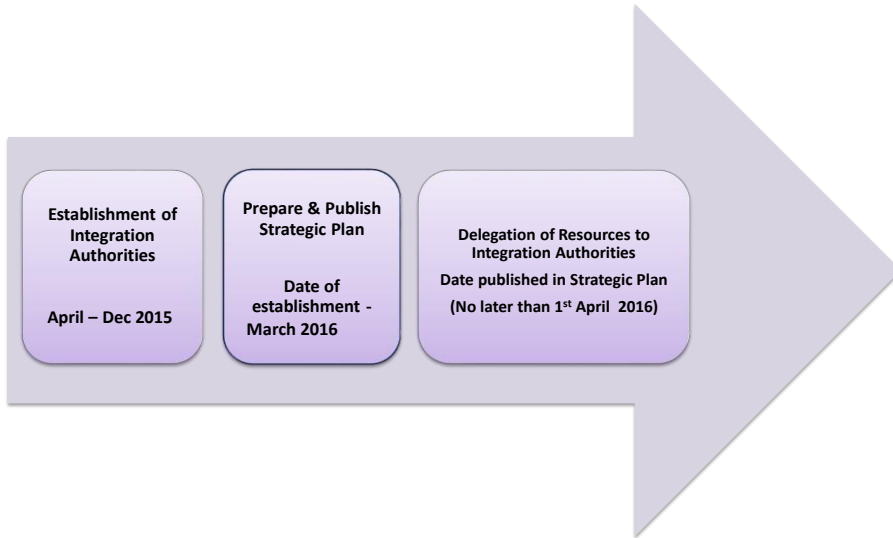 Establishment of
Integration
Authorities
April – Dec 2015
Prepare & Publish
Strategic Plan
Date of
establishment -
March 2016
Delegation of Resources to
Integration Authorities
Date published in Strategic Plan
(No later than 1st April 2016)